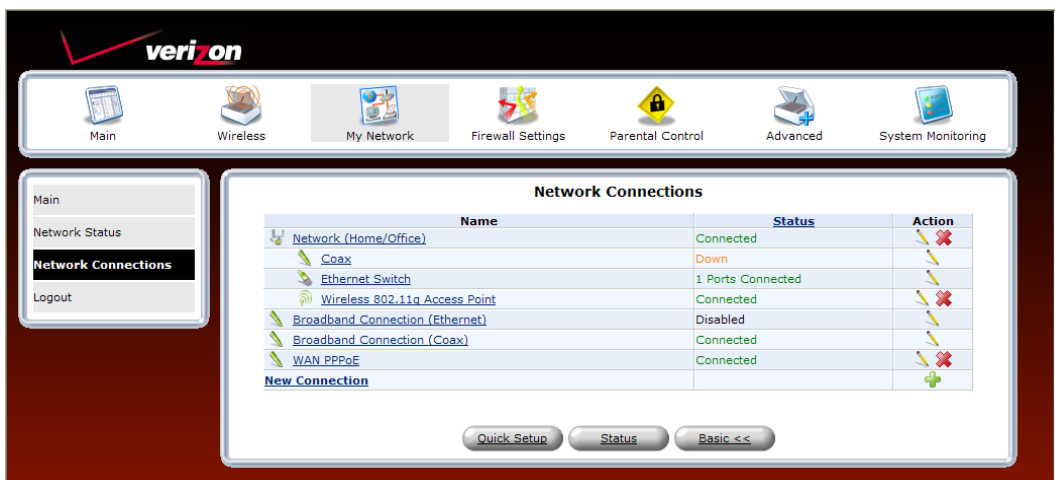 verizon
Main Wireless My Network Firewall Settings Parental Control Advanced System Monitoring
Main
Network Status
Network Connections
Logout
Network Connections
Name Status Action
Network (Home/Office) Connected
Coax Down
Ethernet Switch 1 Ports Connected
Wireless 802.11g Access Point Connected
Broadband Connection (Ethernet) Disabled
Broadband Connection (Coax) Connected
WAN PPPoE Connected
New Connection
Quick Setup Status Basic <<